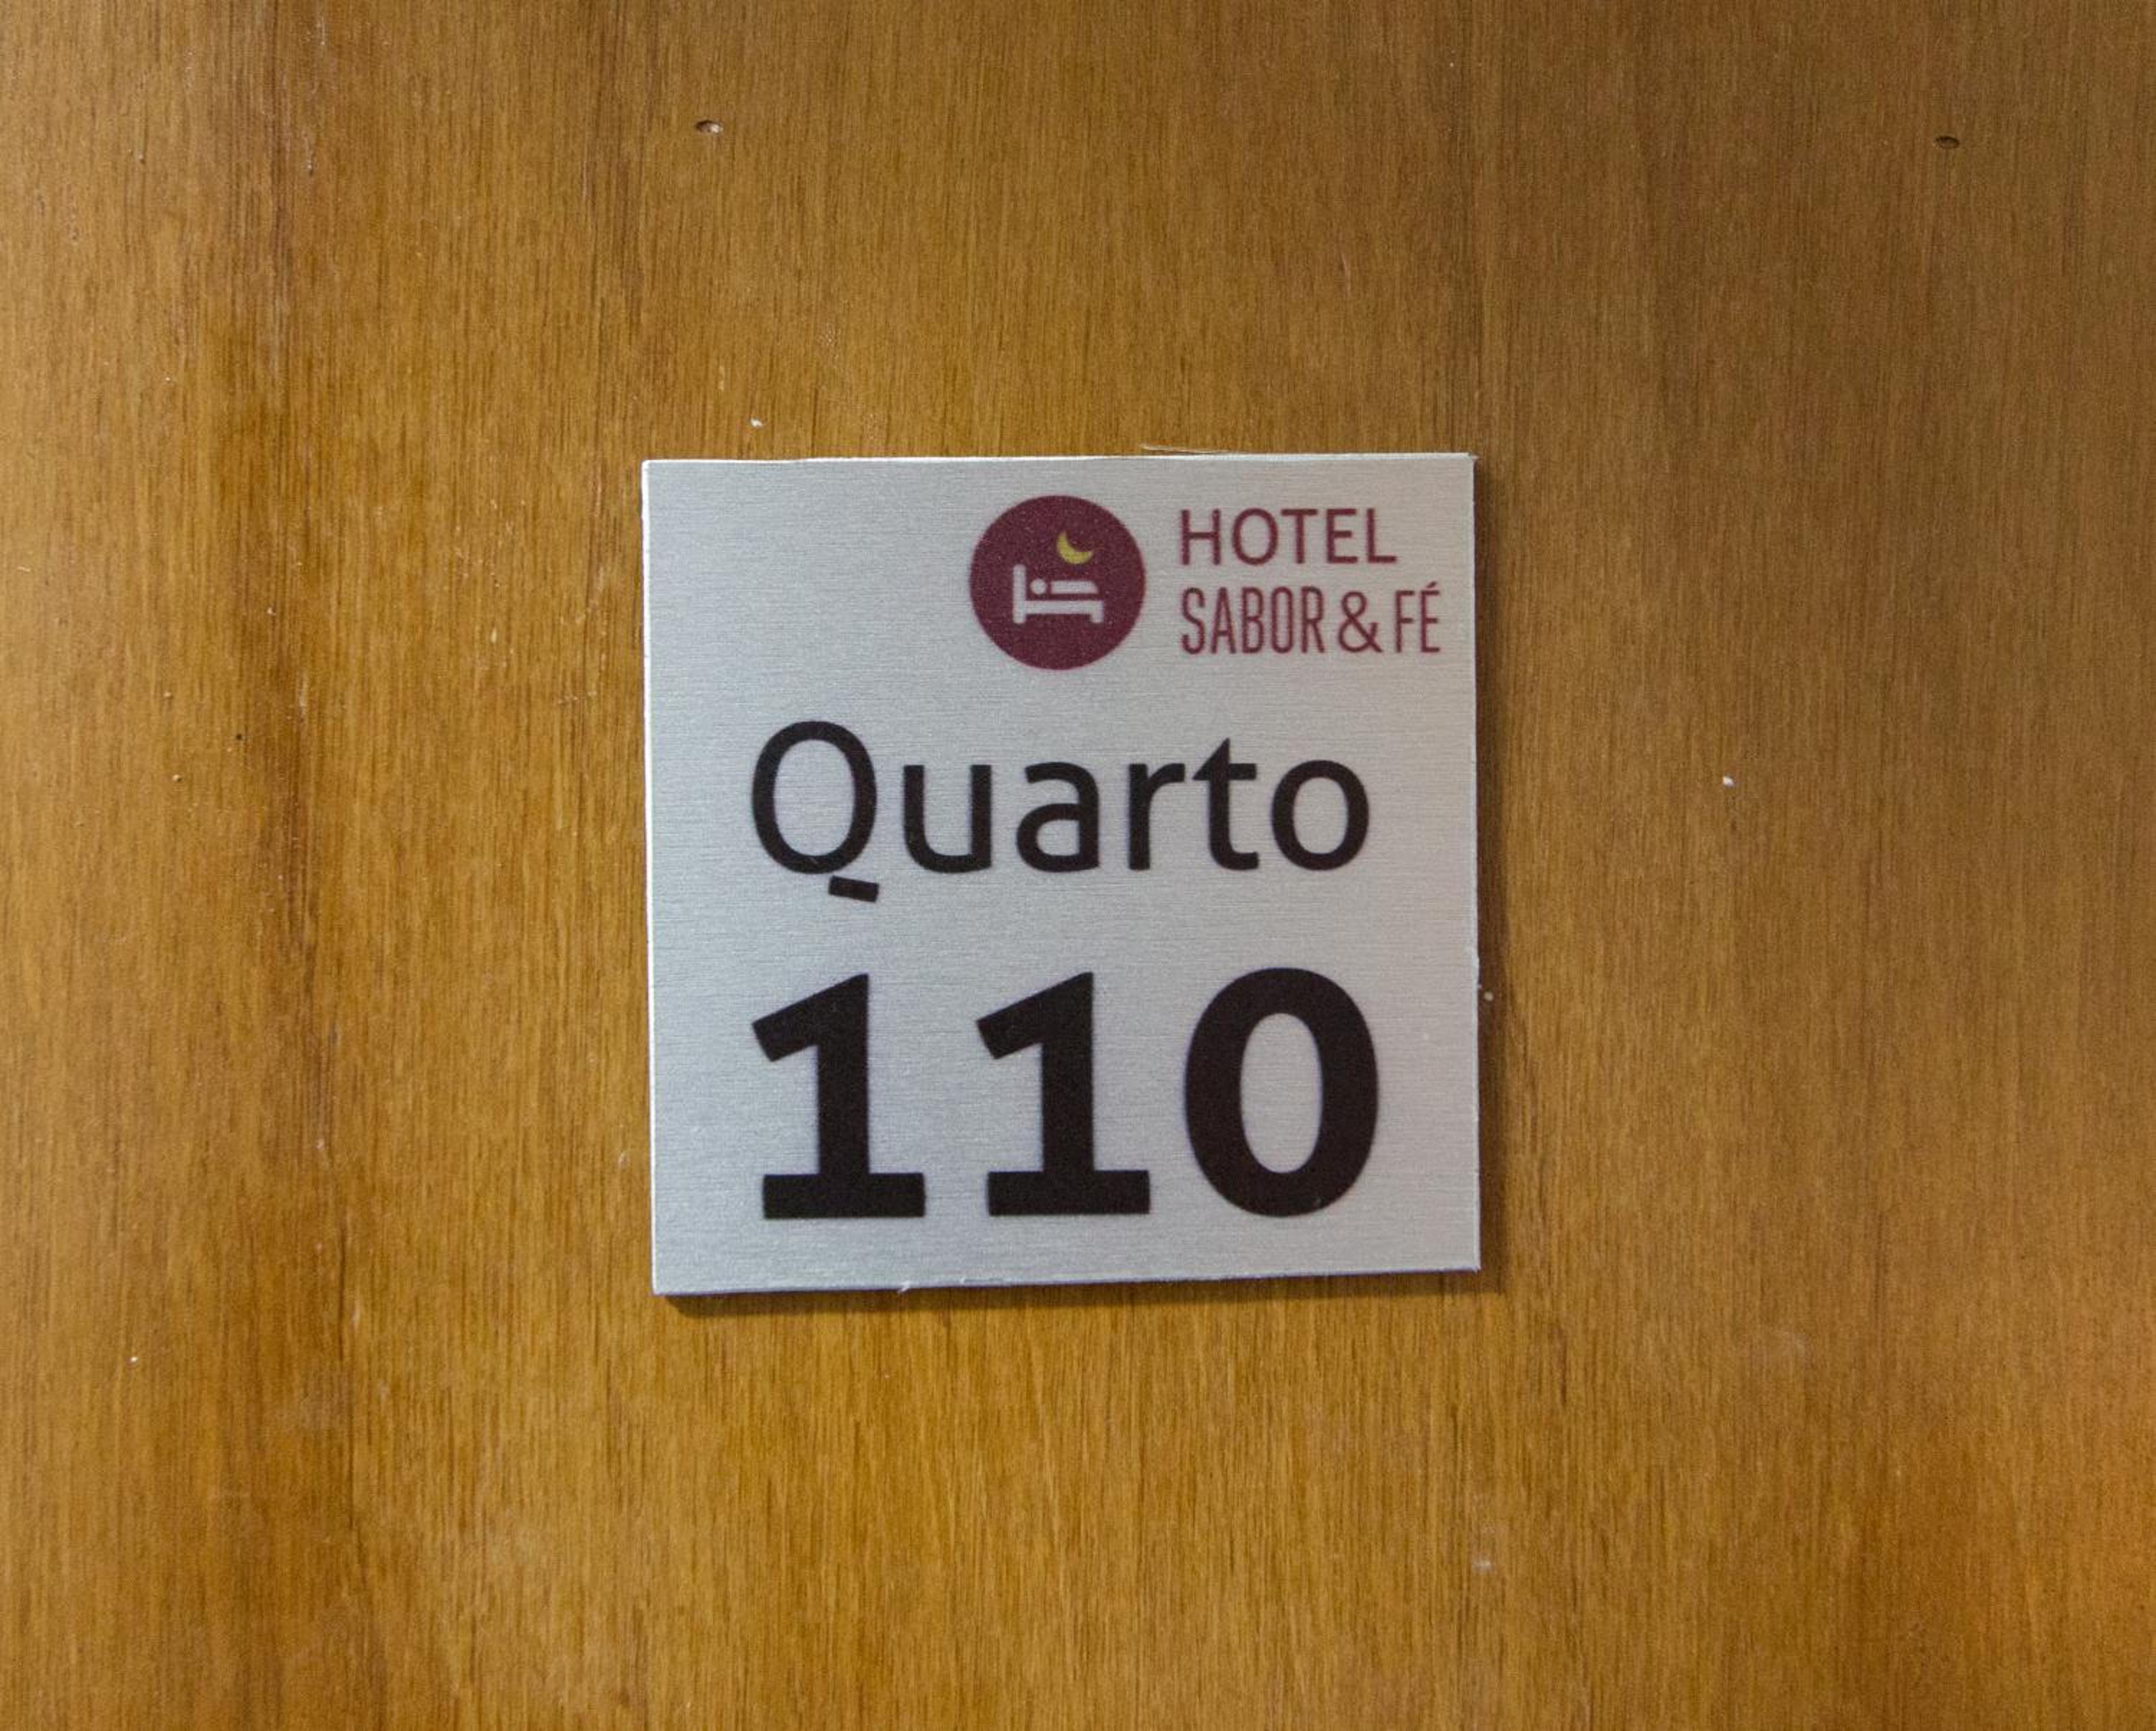 HOTEL
SABOR & FÉ
Quarto
110